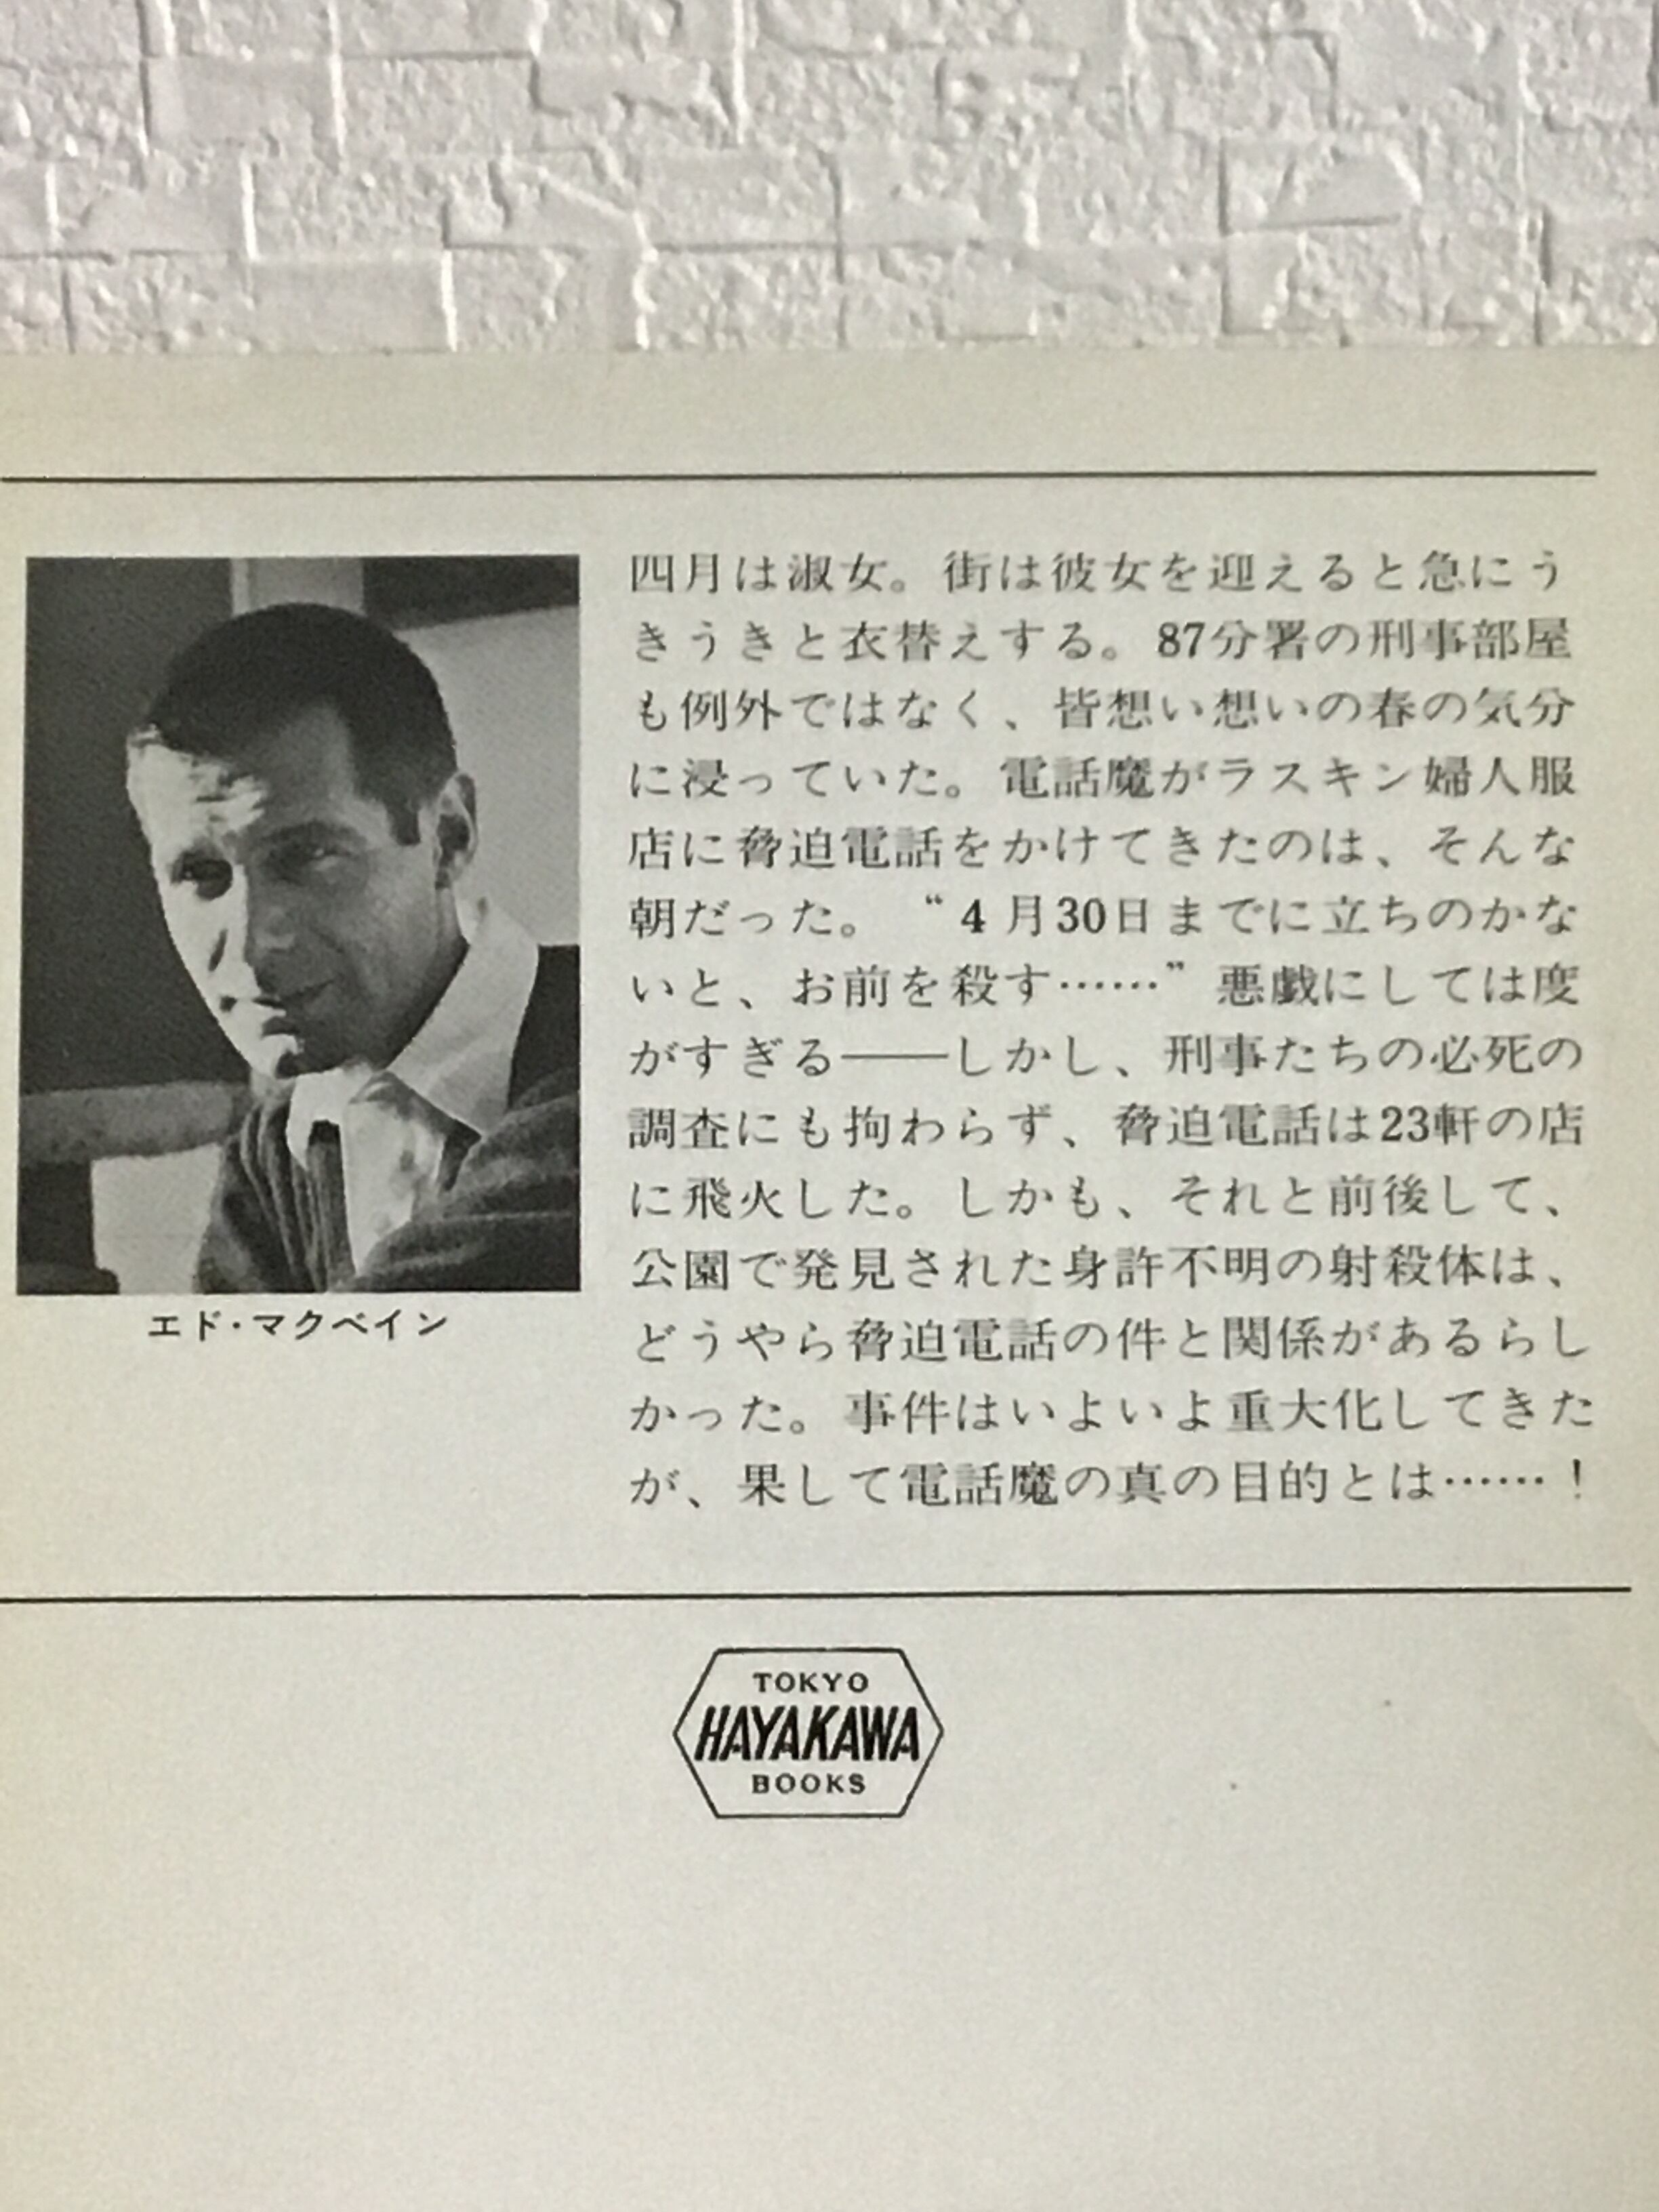 四月は淑女。街は彼女を迎えると急にう
きうきと衣替えする。87分署の刑事部屋
も例外ではなく、皆想い想いの春の気分
に浸っていた。電話魔がラスキン婦人服
店に脅迫電話をかけてきたのは、そんな
朝だった。“4月30日までに立ちのかな
いと、お前を殺す……”悪戯にしては度
がすぎる――しかし、刑事たちの必死の
調査にも拘わらず、脅迫電話は23軒の店
に飛火した。しかも、それと前後して、
公園で発見された身許不明の射殺体は、
どうやら脅迫電話の件と関係があるらし
かった。事件はいよいよ重大化してきた
が、果して電話魔の真の目的とは……！
エド・マクベイン
TOKYO
HAYAKAWA
BOOKS